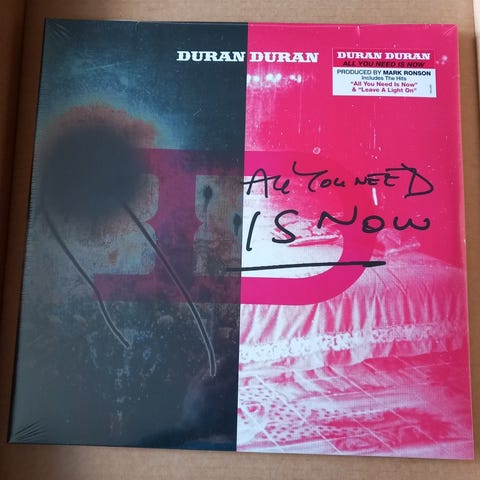 DURAN DURAN
DURAN DURAN
ALL YOU NEED IS NOW
PRODUCED BY MARK RONSON
Includes The Hits
"All You Need Is Now"
& "Leave A Light On"
ALL YOU NEED
IS NOW